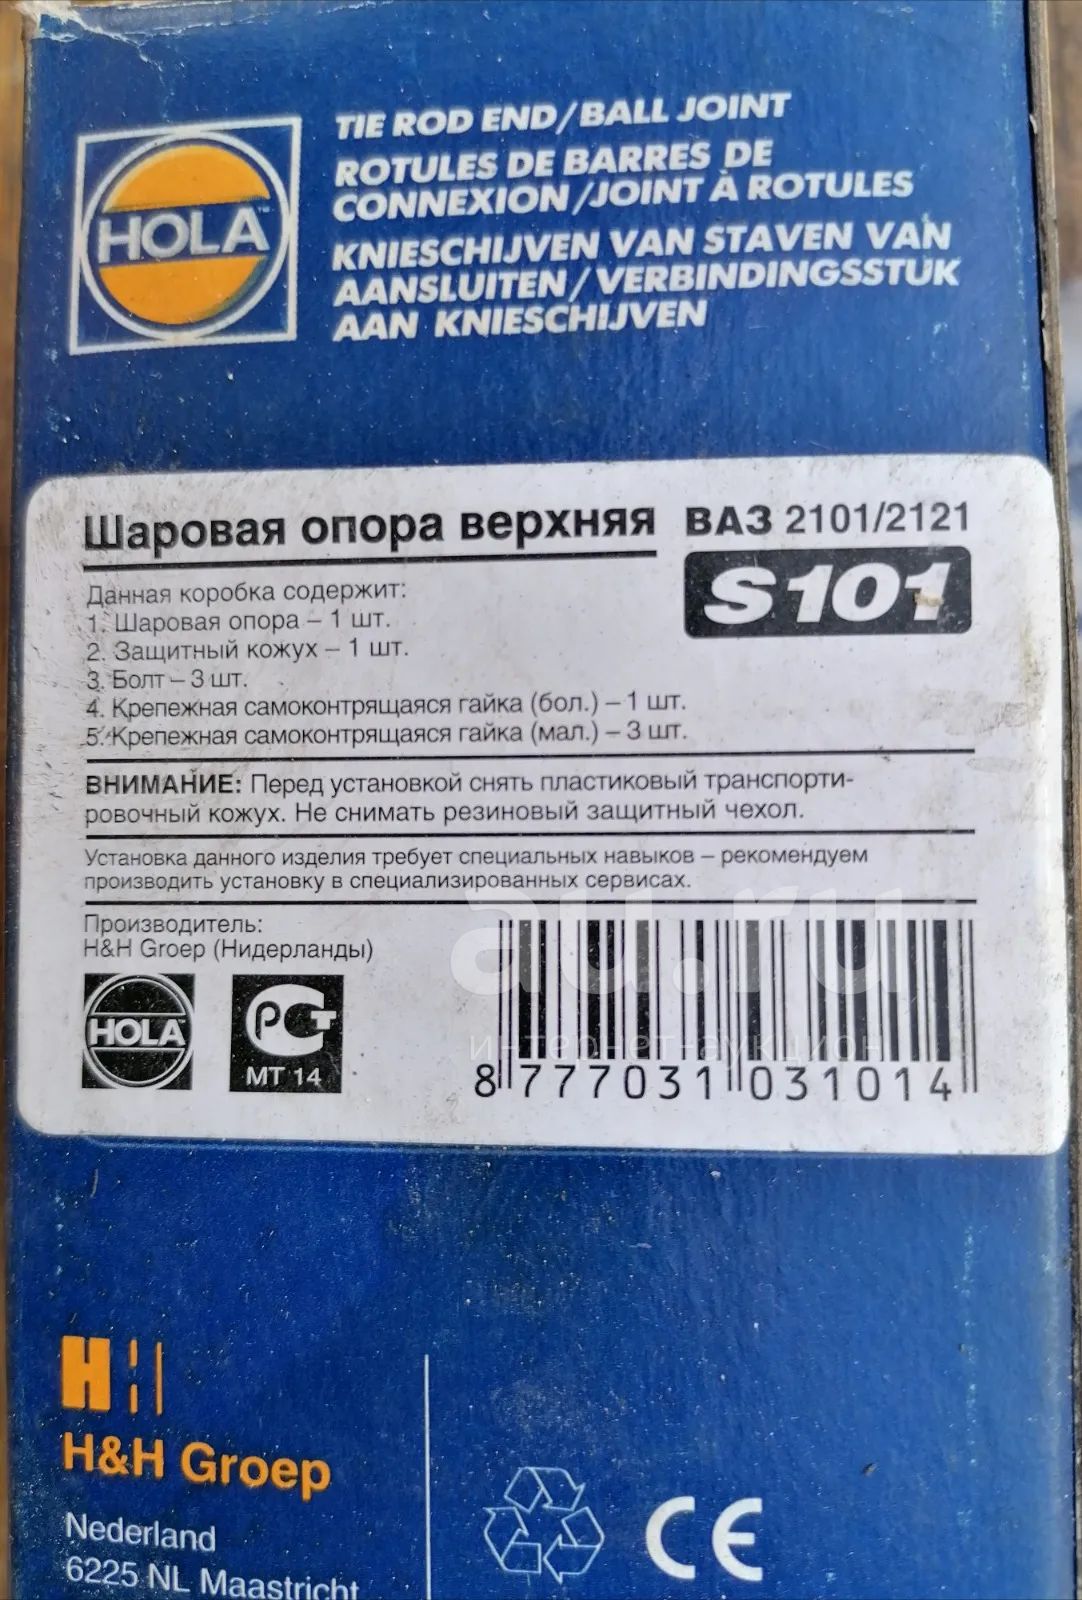 HOLA™
TIE ROD END/BALL JOINT
ROTULES DE BARRES DE
CONNEXION/JOINT À ROTULES
KNIESCHIJVEN VAN STAVEN VAN
AANSLUITEN/VERBINDINGSSTUK
AAN KNIESCHIJVEN
Шаровая опора верхняя
ВАЗ 2101/2121
S101
Данная коробка содержит:
1. Шаровая опора – 1 шт.
2. Защитный кожух – 1 шт.
3. Болт – 3 шт.
4. Крепежная самоконтрящаяся гайка (бол.) – 1 шт.
5. Крепежная самоконтрящаяся гайка (мал.) – 3 шт.
ВНИМАНИЕ: Перед установкой снять пластиковый транспорти-
ровочный кожух. Не снимать резиновый защитный чехол.
Установка данного изделия требует специальных навыков – рекомендуем
производить установку в специализированных сервисах.
Производитель:
H&H Groep (Нидерланды)
HOLA
РСТ
МТ 14
au.ru
интернет-аукцион
8 777031 031014
H&H Groep
Nederland
6225 NL Maastricht
CE